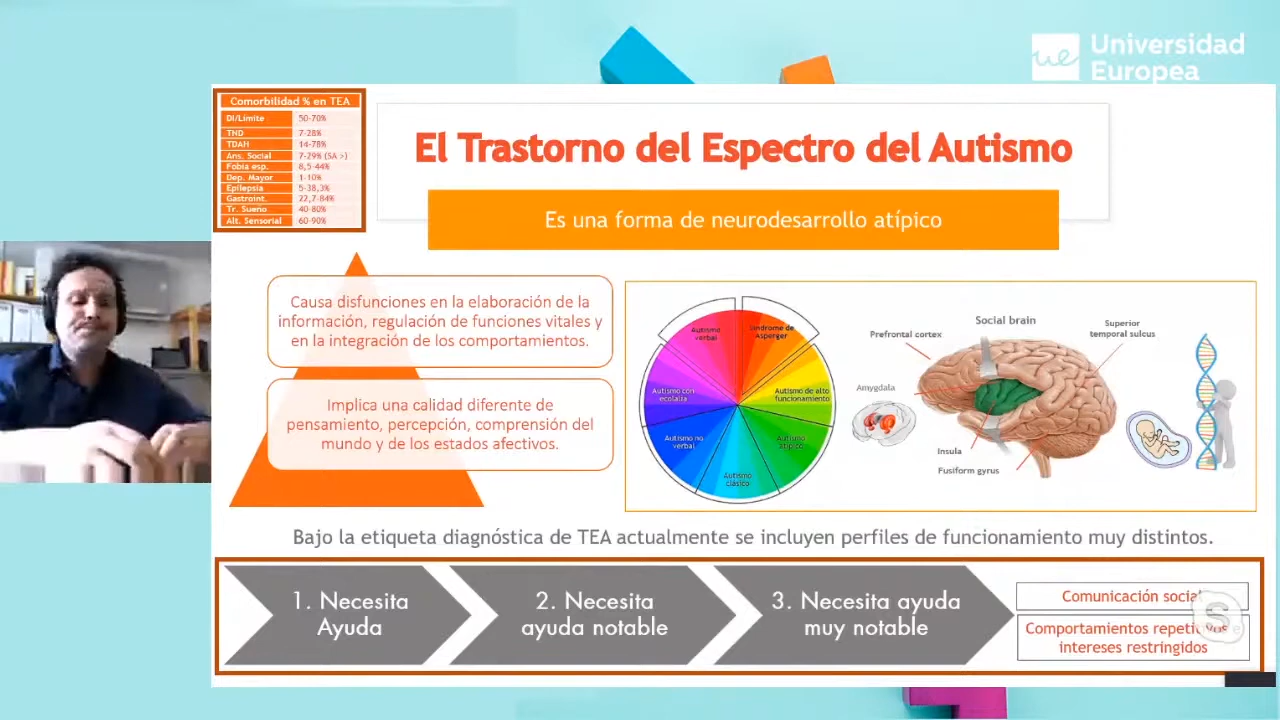 Universidad
Europea
ue
Comorbilidad % en TEA
DI/Límite 50-70%
TND 7-28%
TDAH 14-78%
Ans. Social 7-29% (SA >)
Fobia esp. 8,5-44%
Dep. Mayor 1-10%
Epilepsia 5-38,3%
Gastroint. 22,7-84%
Tr. Sueño 40-80%
Alt. Sensorial 60-90%
El Trastorno del Espectro del Autismo
Es una forma de neurodesarrollo atípico
Causa disfunciones en la elaboración de la
información, regulación de funciones vitales y
en la integración de los comportamientos.
Implica una calidad diferente de
pensamiento, percepción, comprensión del
mundo y de los estados afectivos.
Autismo
verbal
Síndrome de
Asperger
Autismo con
ecolalia
Autismo de alto
funcionamiento
Autismo no
verbal
Autismo
atípico
Autismo
clásico
Social brain
Prefrontal cortex
Superior
temporal sulcus
Amygdala
Insula
Fusiform gyrus
Bajo la etiqueta diagnóstica de TEA actualmente se incluyen perfiles de funcionamiento muy distintos.
1. Necesita
Ayuda
2. Necesita
ayuda notable
3. Necesita ayuda
muy notable
Comunicación social
Comportamientos repetitivos e
intereses restringidos